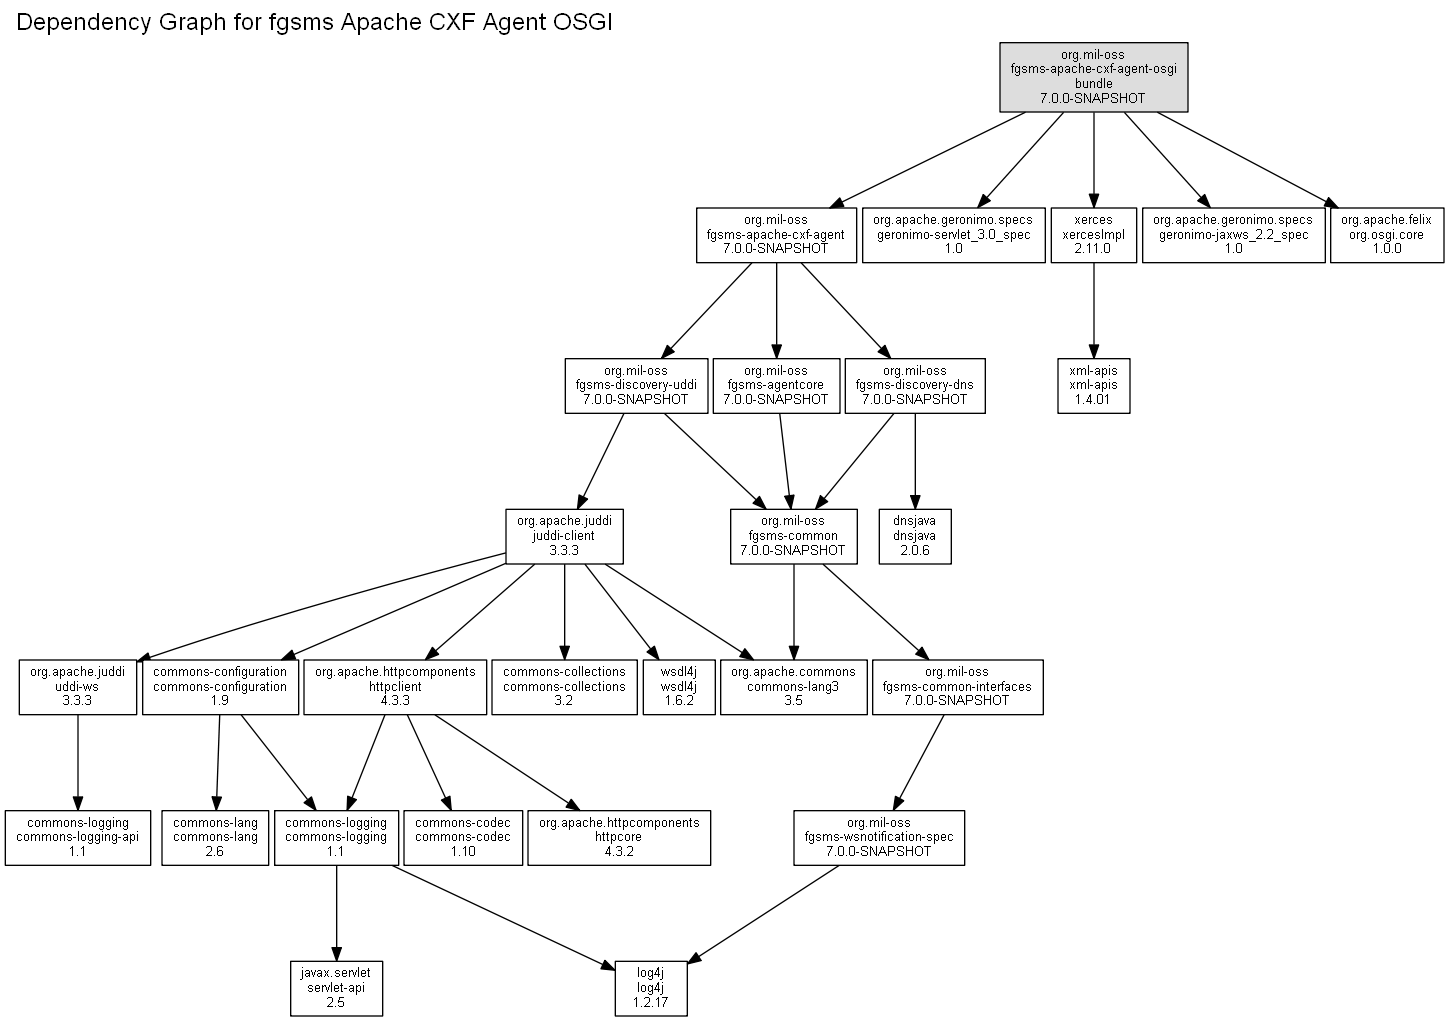 Dependency Graph for fgsms Apache CXF Agent OSGI
org.mil-oss
fgsms-apache-cxf-agent-osgi
bundle
7.0.0-SNAPSHOT
org.mil-oss
fgsms-apache-cxf-agent
7.0.0-SNAPSHOT
org.apache.geronimo.specs
geronimo-servlet_3.0_spec
1.0
xerces
xercesImpl
2.11.0
org.apache.geronimo.specs
geronimo-jaxws_2.2_spec
1.0
org.apache.felix
org.osgi.core
1.0.0
org.mil-oss
fgsms-discovery-uddi
7.0.0-SNAPSHOT
org.mil-oss
fgsms-agentcore
7.0.0-SNAPSHOT
org.mil-oss
fgsms-discovery-dns
7.0.0-SNAPSHOT
xml-apis
xml-apis
1.4.01
org.apache.juddi
juddi-client
3.3.3
org.mil-oss
fgsms-common
7.0.0-SNAPSHOT
dnsjava
dnsjava
2.0.6
org.apache.juddi
uddi-ws
3.3.3
commons-configuration
commons-configuration
1.9
org.apache.httpcomponents
httpclient
4.3.3
commons-collections
commons-collections
3.2
wsdl4j
wsdl4j
1.6.2
org.apache.commons
commons-lang3
3.5
org.mil-oss
fgsms-common-interfaces
7.0.0-SNAPSHOT
commons-logging
commons-logging-api
1.1
commons-lang
commons-lang
2.6
commons-logging
commons-logging
1.1
commons-codec
commons-codec
1.10
org.apache.httpcomponents
httpcore
4.3.2
org.mil-oss
fgsms-wsnotification-spec
7.0.0-SNAPSHOT
javax.servlet
servlet-api
2.5
log4j
log4j
1.2.17